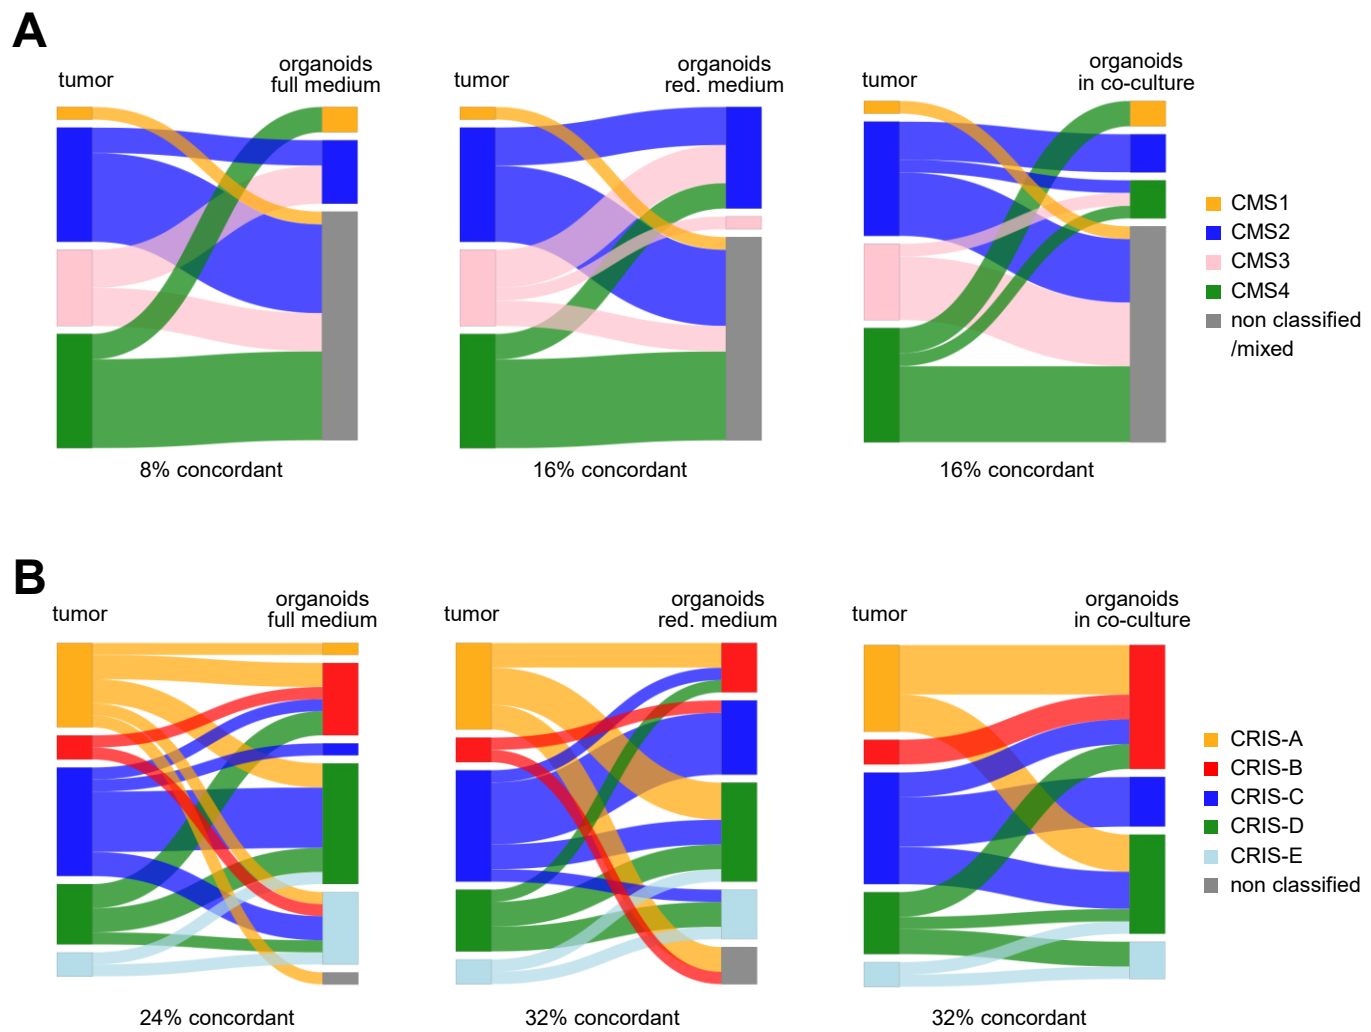 A
tumor
organoids
full medium
tumor
organoids
red. medium
tumor
organoids
in co-culture
CMS1
CMS2
CMS3
CMS4
non classified
/mixed
8% concordant
16% concordant
16% concordant
B
tumor
organoids
full medium
tumor
organoids
red. medium
tumor
organoids
in co-culture
CRIS-A
CRIS-B
CRIS-C
CRIS-D
CRIS-E
non classified
24% concordant
32% concordant
32% concordant